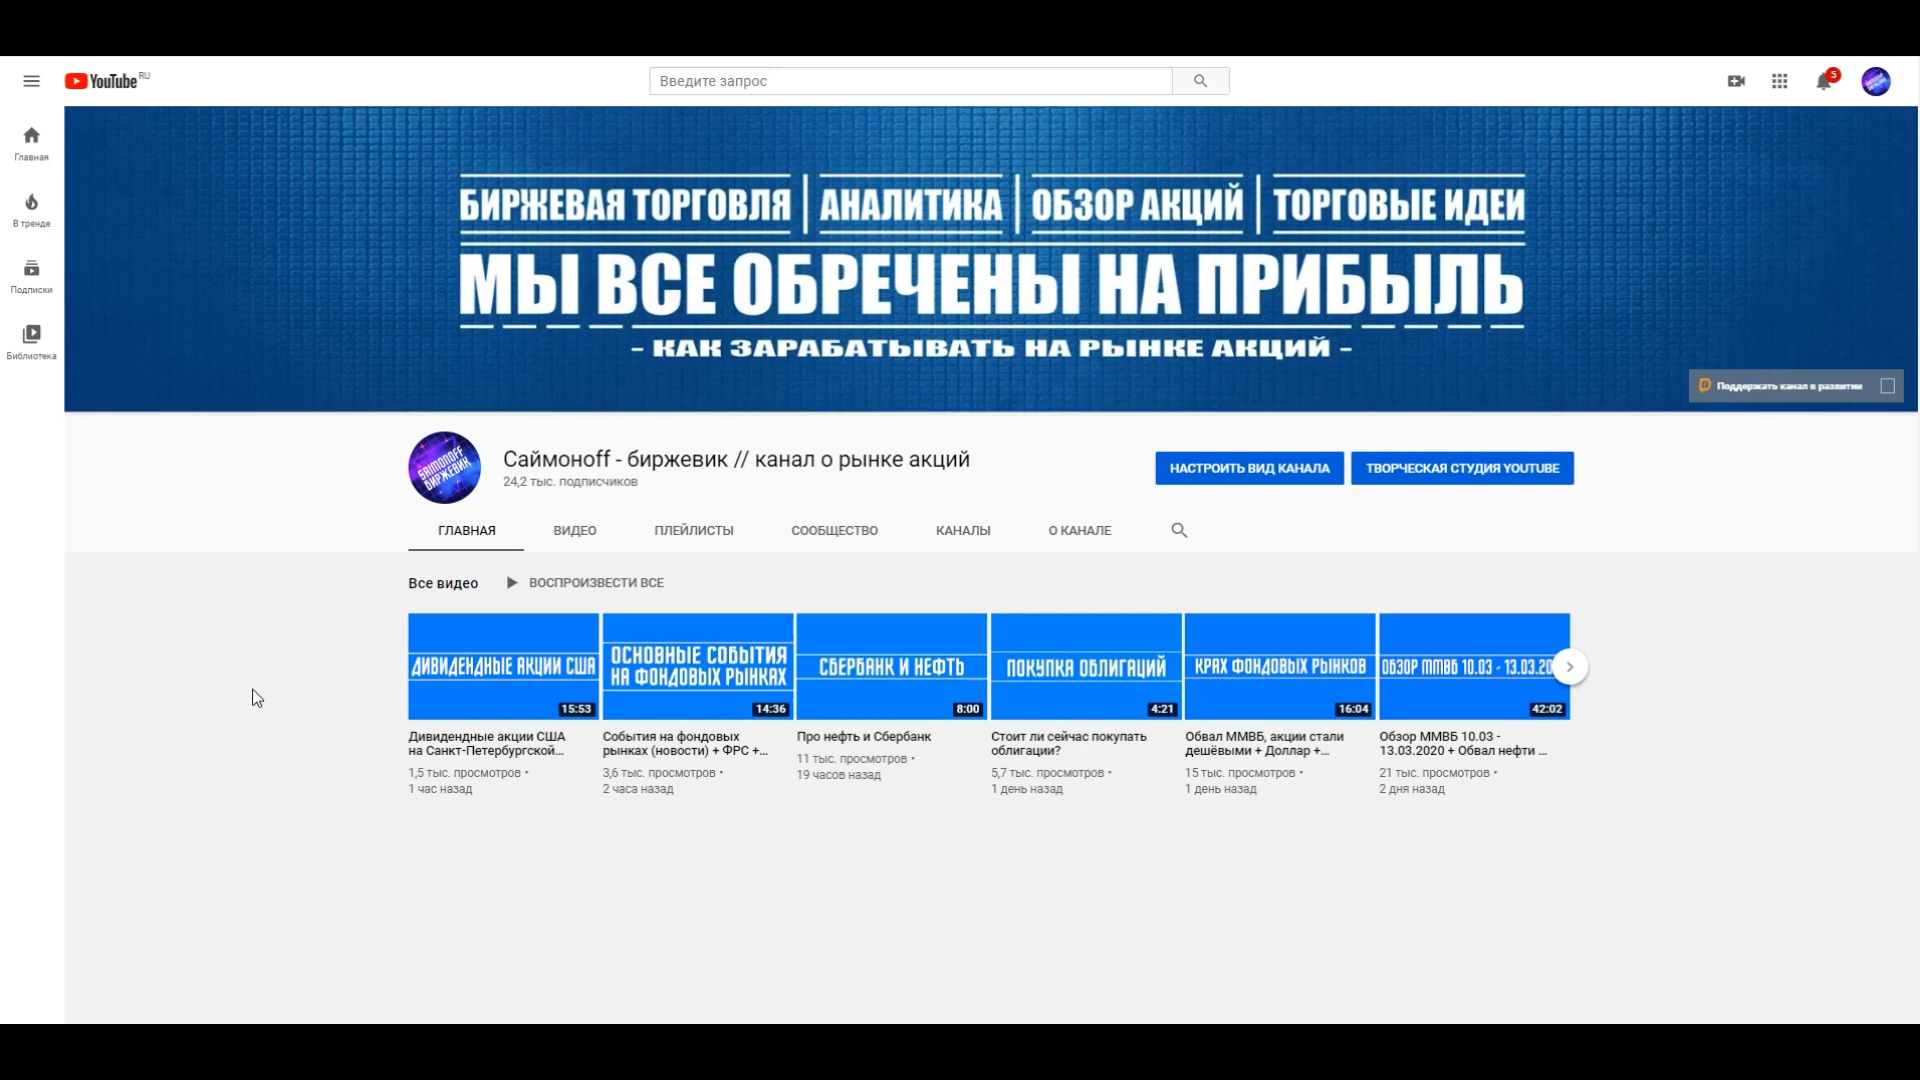 YouTube RU
Введите запрос
5
Главная
В тренде
Подписки
Библиотека
БИРЖЕВАЯ ТОРГОВЛЯ | АНАЛИТИКА | ОБЗОР АКЦИЙ | ТОРГОВЫЕ ИДЕИ
МЫ ВСЕ ОБРЕЧЕНЫ НА ПРИБЫЛЬ
- КАК ЗАРАБАТЫВАТЬ НА РЫНКЕ АКЦИЙ -
Поддержать канал в развитии
SAIMONOFF
БИРЖЕВИК
Саймоноff - биржевик // канал о рынке акций
24,2 тыс. подписчиков
НАСТРОИТЬ ВИД КАНАЛА
ТВОРЧЕСКАЯ СТУДИЯ YOUTUBE
ГЛАВНАЯ ВИДЕО ПЛЕЙЛИСТЫ СООБЩЕСТВО КАНАЛЫ О КАНАЛЕ
Все видео ВОСПРОИЗВЕСТИ ВСЕ
ДИВИДЕНДНЫЕ АКЦИИ США
15:53
Дивидендные акции США
на Санкт-Петербургской...
1,5 тыс. просмотров •
1 час назад
ОСНОВНЫЕ СОБЫТИЯ
НА ФОНДОВЫХ РЫНКАХ
14:36
События на фондовых
рынках (новости) + ФРС +...
3,6 тыс. просмотров •
2 часа назад
СБЕРБАНК И НЕФТЬ
8:00
Про нефть и Сбербанк
11 тыс. просмотров •
19 часов назад
ПОКУПКА ОБЛИГАЦИЙ
4:21
Стоит ли сейчас покупать
облигации?
5,7 тыс. просмотров •
1 день назад
КРАХ ФОНДОВЫХ РЫНКОВ
16:04
Обвал ММВБ, акции стали
дешёвыми + Доллар +...
15 тыс. просмотров •
1 день назад
ОБЗОР ММВБ 10.03 - 13.03.20
42:02
Обзор ММВБ 10.03 -
13.03.2020 + Обвал нефти ...
21 тыс. просмотров •
2 дня назад